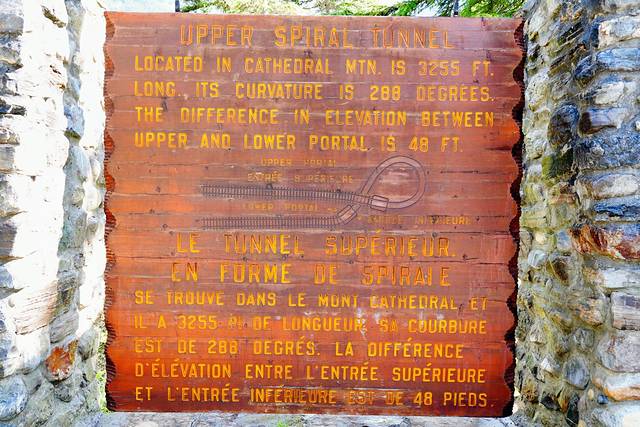 UPPER SPIRAL TUNNEL
LOCATED IN CATHEDRAL MTN. IS 3255 FT.
LONG. ITS CURVATURE IS 288 DEGREES.
THE DIFFERENCE IN ELEVATION BETWEEN
UPPER AND LOWER PORTAL IS 48 FT.
UPPER PORTAL
ENTRÉE SUPÉRIEURE
LOWER PORTAL
ENTRÉE INFÉRIEURE
LE TUNNEL SUPÉRIEUR
EN FORME DE SPIRALE
SE TROUVE DANS LE MONT CATHEDRAL ET
IL A 3255 PI DE LONGUEUR. SA COURBURE
EST DE 288 DEGRÉS. LA DIFFÉRENCE
D'ÉLÉVATION ENTRE L'ENTRÉE SUPÉRIEURE
ET L'ENTRÉE INFÉRIEURE EST DE 48 PIEDS.